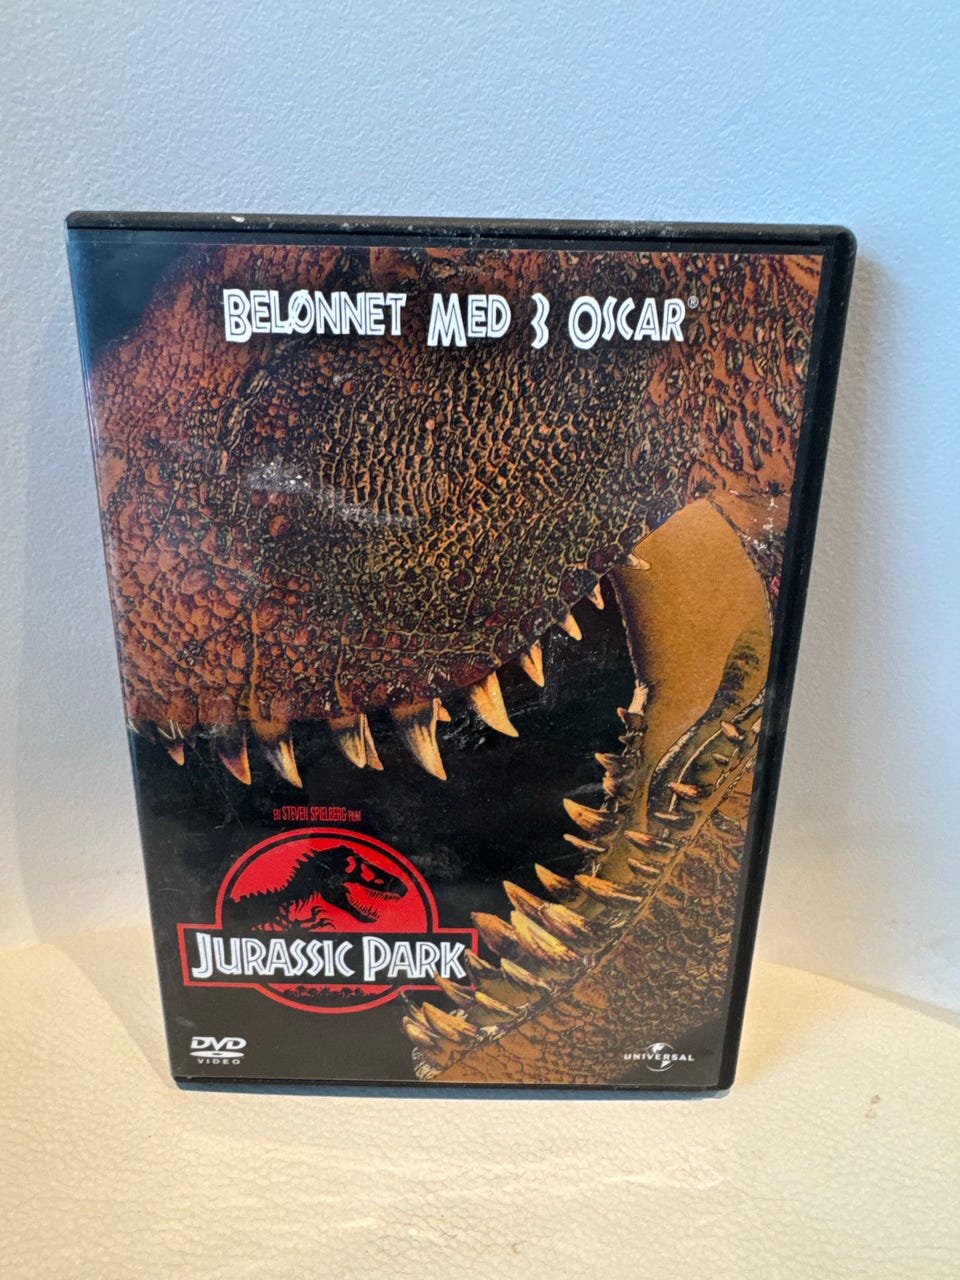 BELØNNET MED 3 OSCAR®
EN STEVEN SPIELBERG FILM
JURASSIC PARK
DVD
VIDEO
UNIVERSAL